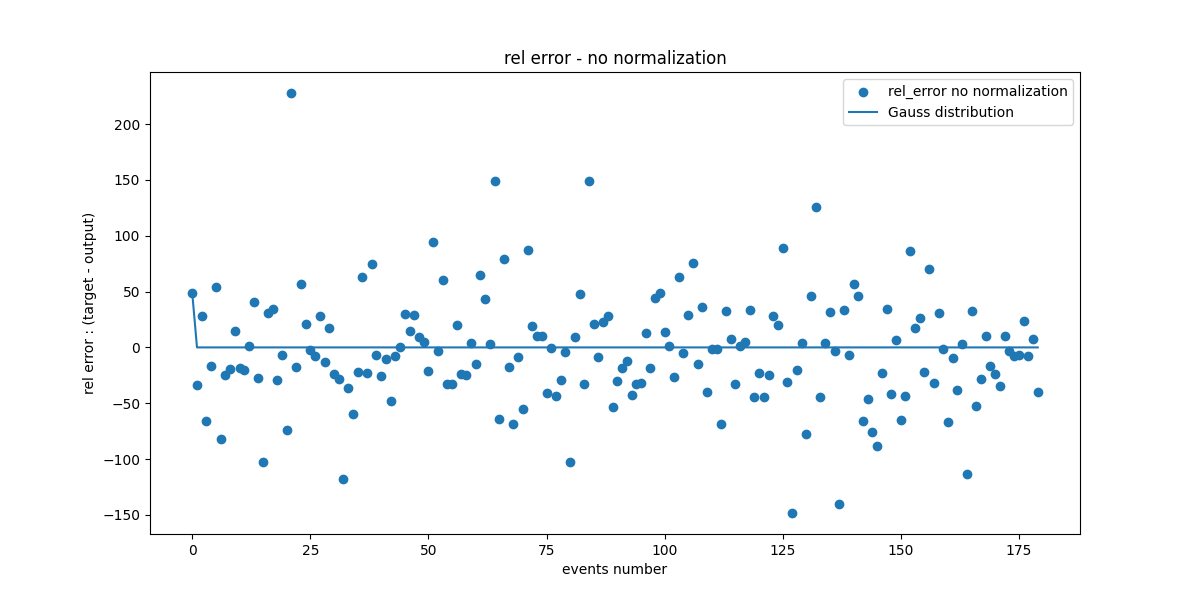 rel error - no normalization
rel_error no normalization
Gauss distribution
rel error : (target - output)
200
150
100
50
0
−50
−100
−150
0 25 50 75 100 125 150 175
events number